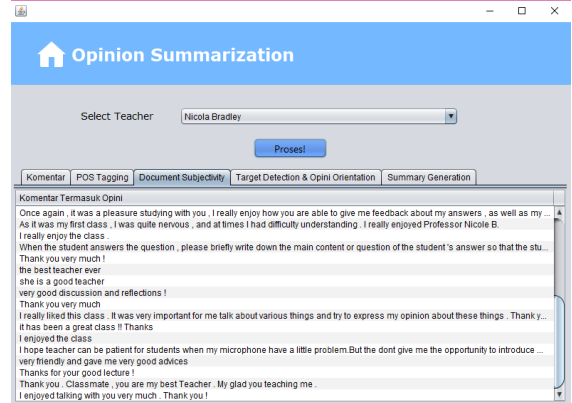 Opinion Summarization
Select Teacher
Nicola Bradley
Proses!
Komentar POS Tagging Document Subjectivity Target Detection & Opini Orientation Summary Generation
Komentar Termasuk Opini
Once again , it was a pleasure studying with you , I really enjoy how you are able to give me feedback about my answers , as well as my ...
As it was my first class , I was quite nervous , and at times I had difficulty understanding . I really enjoyed Professor Nicole B.
I really enjoy the class .
When the student answers the question , please briefly write down the main content or question of the student 's answer so that the stu...
Thank you very much !
the best teacher ever
she is a good teacher
very good discussion and reflections !
Thank you very much
I really liked this class . It was very important for me talk about various things and try to express my opinion about these things . Thank y...
it has been a great class !! Thanks
I enjoyed the class
I hope teacher can be patient for students when my microphone have a little problem.But the dont give me the opportunity to introduce ...
very friendly and gave me very good advices
Thanks for your good lecture !
Thank you . Classmate , you are my best Teacher . My glad you teaching me .
I enjoyed talking with you very much . Thank you !